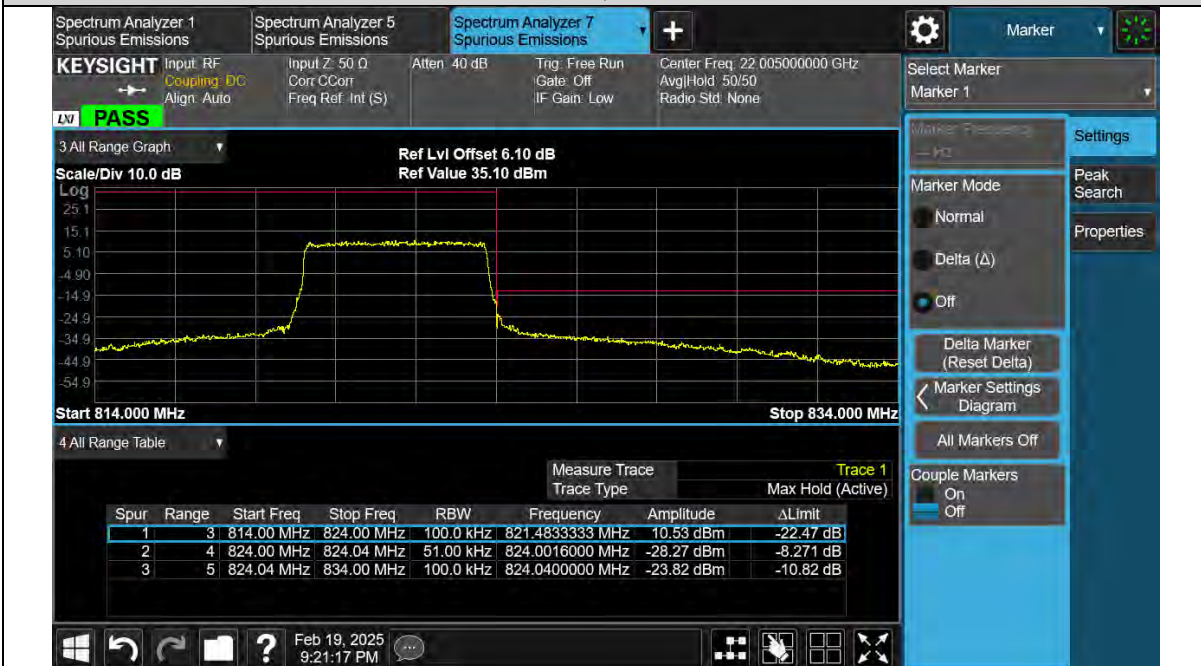 Spectrum Analyzer 1
Spurious Emissions
Spectrum Analyzer 5
Spurious Emissions
Spectrum Analyzer 7
Spurious Emissions
Marker
KEYSIGHT
Input: RF
Coupling: DC
Align: Auto
Input Z: 50 Ω
Corr CCorr
Freq Ref: Int (S)
Atten: 40 dB
Trig: Free Run
Gate: Off
IF Gain: Low
Center Freq: 22.005000000 GHz
Avg|Hold: 50/50
Radio Std: None
LXI
PASS
Select Marker
Marker 1
3 All Range Graph
Scale/Div 10.0 dB
Ref Lvl Offset 6.10 dB
Ref Value 35.10 dBm
Log
25.1
15.1
5.10
-4.90
-14.9
-24.9
-34.9
-44.9
-54.9
Start 814.000 MHz
Stop 834.000 MHz
Marker Frequency
--- Hz
Marker Mode
Normal
Delta (Δ)
Off
Delta Marker
(Reset Delta)
Marker Settings
Diagram
All Markers Off
Couple Markers
On
Off
Settings
Peak
Search
Properties
4 All Range Table
Measure Trace Trace 1
Trace Type Max Hold (Active)
Spur Range Start Freq Stop Freq RBW Frequency Amplitude ΔLimit
1 3 814.00 MHz 824.00 MHz 100.0 kHz 821.4833333 MHz 10.53 dBm -22.47 dB
2 4 824.00 MHz 824.04 MHz 51.00 kHz 824.0016000 MHz -28.27 dBm -8.271 dB
3 5 824.04 MHz 834.00 MHz 100.0 kHz 824.0400000 MHz -23.82 dBm -10.82 dB
Feb 19, 2025
9:21:17 PM